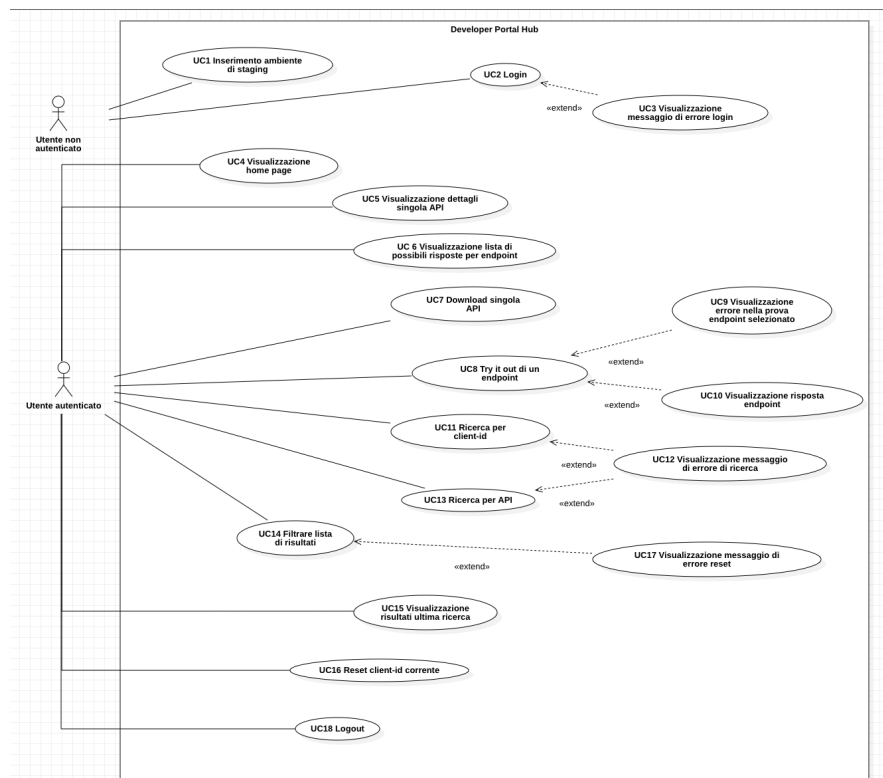 Developer Portal Hub
UC1 Inserimento ambiente
di staging
UC2 Login
«extend»
UC3 Visualizzazione
messaggio di errore login
Utente non
autenticato
UC4 Visualizzazione
home page
UC5 Visualizzazione dettagli
singola API
UC 6 Visualizzazione lista di
possibili risposte per endpoint
UC7 Download singola
API
UC9 Visualizzazione
errore nella prova
endpoint selezionato
«extend»
UC8 Try it out di un
endpoint
Utente autenticato
«extend»
UC10 Visualizzazione risposta
endpoint
UC11 Ricerca per
client-id
«extend»
UC12 Visualizzazione messaggio
di errore di ricerca
UC13 Ricerca per API
«extend»
UC14 Filtrare lista
di risultati
«extend»
UC17 Visualizzazione messaggio di
errore reset
UC15 Visualizzazione
risultati ultima ricerca
UC16 Reset client-id corrente
UC18 Logout